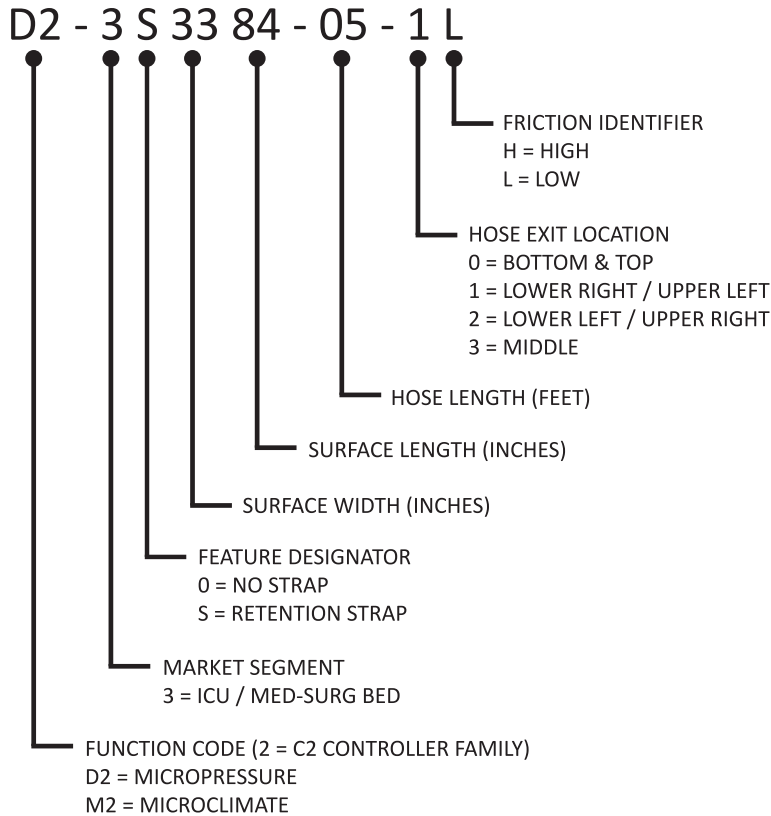 D2 - 3 S 33 84 - 05 - 1 L
FRICTION IDENTIFIER
H = HIGH
L = LOW
HOSE EXIT LOCATION
0 = BOTTOM & TOP
1 = LOWER RIGHT / UPPER LEFT
2 = LOWER LEFT / UPPER RIGHT
3 = MIDDLE
HOSE LENGTH (FEET)
SURFACE LENGTH (INCHES)
SURFACE WIDTH (INCHES)
FEATURE DESIGNATOR
0 = NO STRAP
S = RETENTION STRAP
MARKET SEGMENT
3 = ICU / MED-SURG BED
FUNCTION CODE (2 = C2 CONTROLLER FAMILY)
D2 = MICROPRESSURE
M2 = MICROCLIMATE